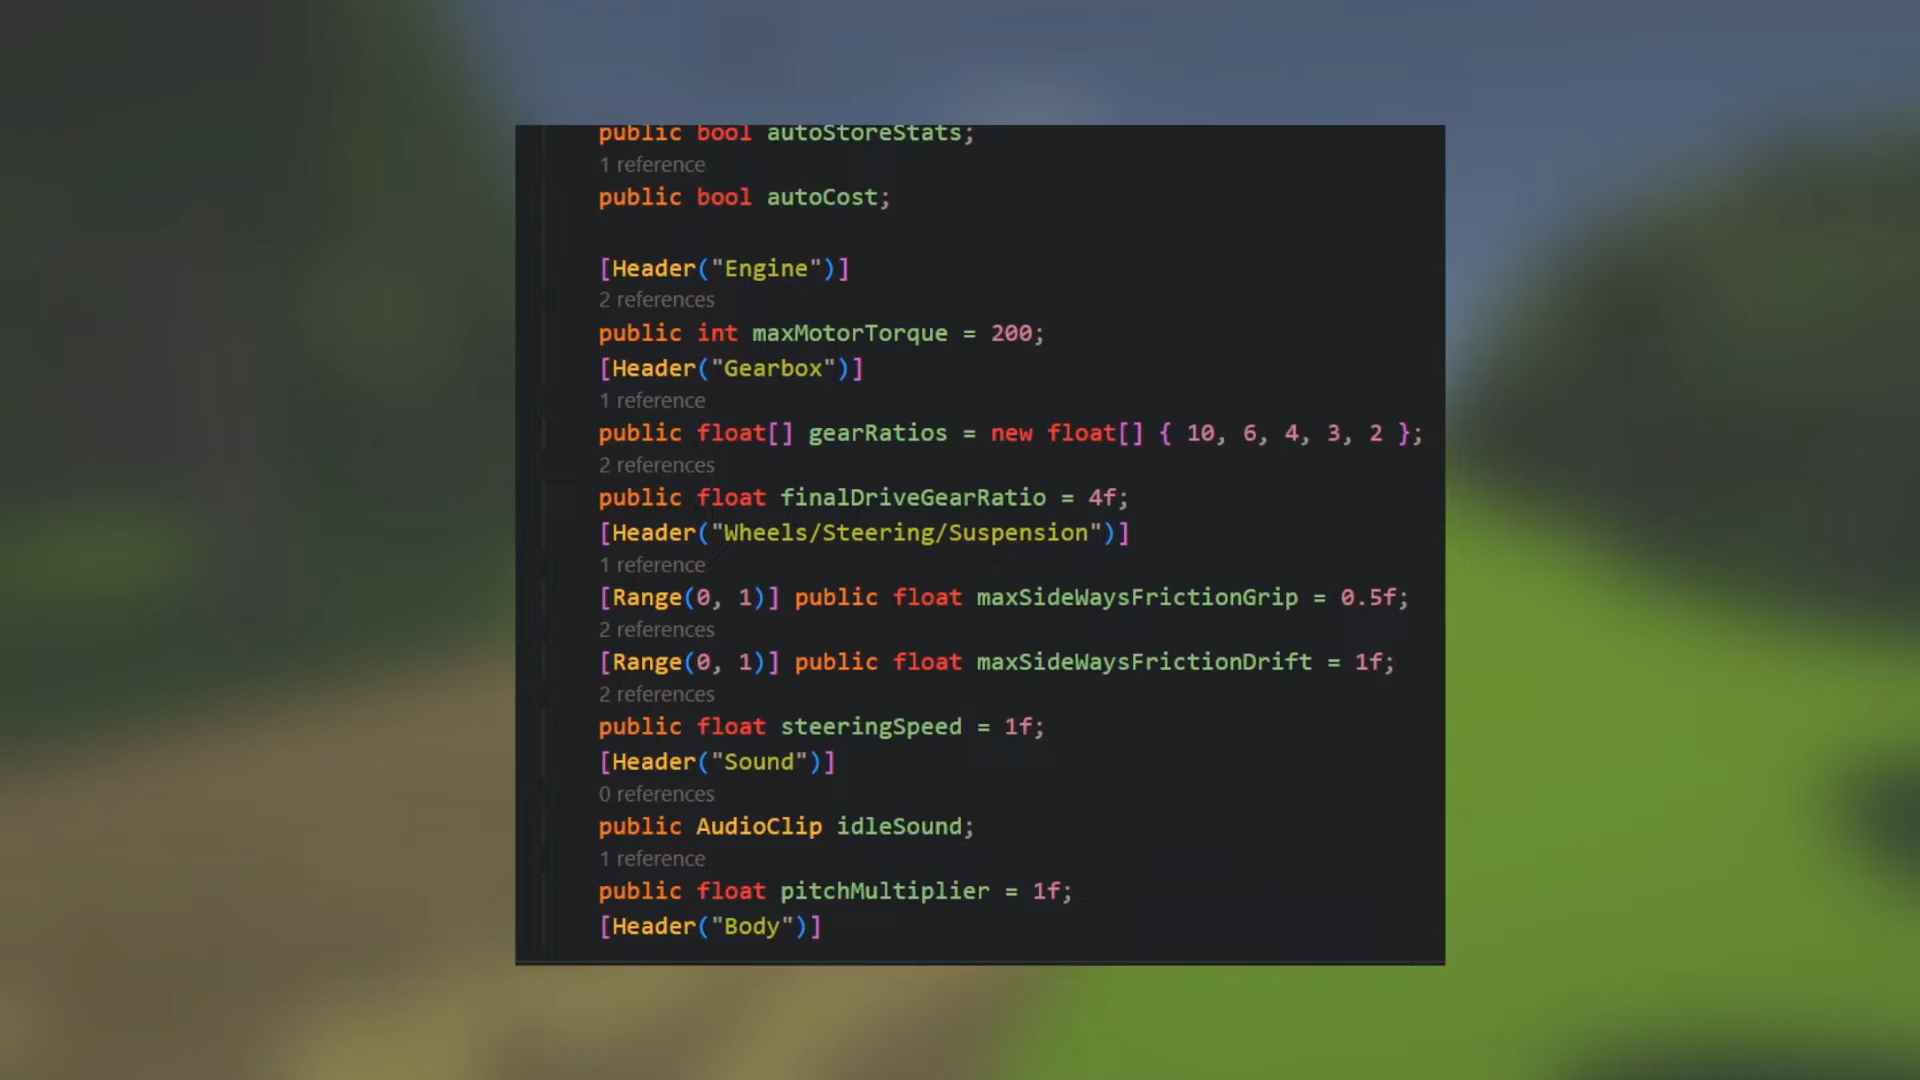 public bool autoStoreStats;
1 reference
public bool autoCost;
[Header("Engine")]
2 references
public int maxMotorTorque = 200;
[Header("Gearbox")]
1 reference
public float[] gearRatios = new float[] { 10, 6, 4, 3, 2 };
2 references
public float finalDriveGearRatio = 4f;
[Header("Wheels/Steering/Suspension")]
1 reference
[Range(0, 1)] public float maxSideWaysFrictionGrip = 0.5f;
2 references
[Range(0, 1)] public float maxSideWaysFrictionDrift = 1f;
2 references
public float steeringSpeed = 1f;
[Header("Sound")]
0 references
public AudioClip idleSound;
1 reference
public float pitchMultiplier = 1f;
[Header("Body")]